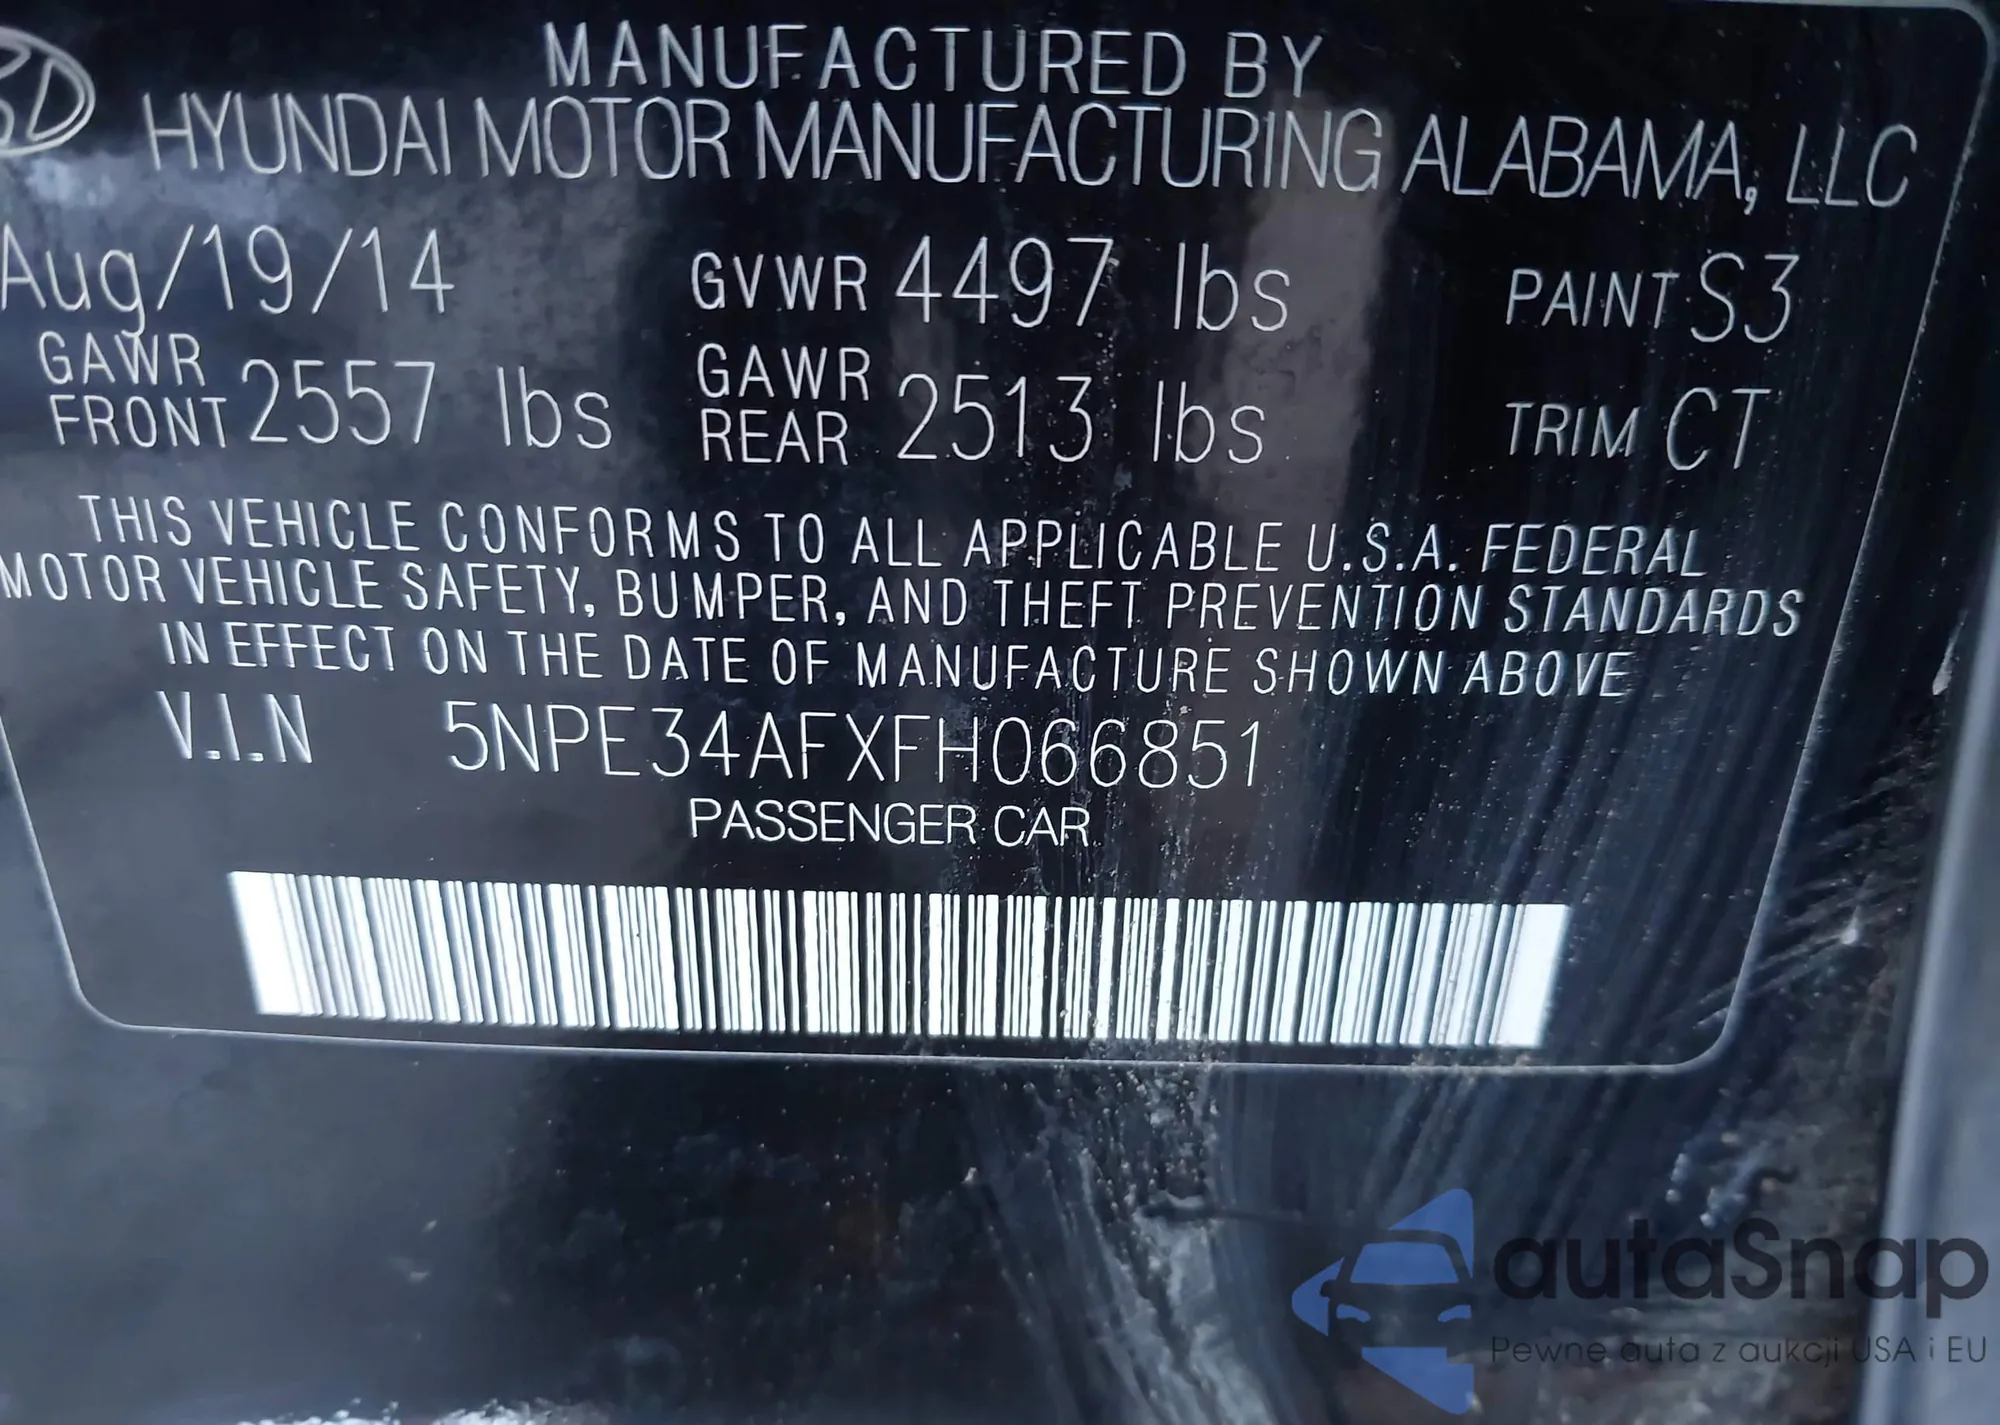 MANUFACTURED BY
HYUNDAI MOTOR MANUFACTURING ALABAMA, LLC
Aug/19/14 GVWR 4497 lbs PAINT S3
GAWR FRONT 2557 lbs GAWR REAR 2513 lbs TRIM CT
THIS VEHICLE CONFORMS TO ALL APPLICABLE U.S.A. FEDERAL
MOTOR VEHICLE SAFETY, BUMPER, AND THEFT PREVENTION STANDARDS
IN EFFECT ON THE DATE OF MANUFACTURE SHOWN ABOVE
V.I.N 5NPE34AFXFH066851
PASSENGER CAR
autaSnap
Pewne auta z aukcji USA i EU